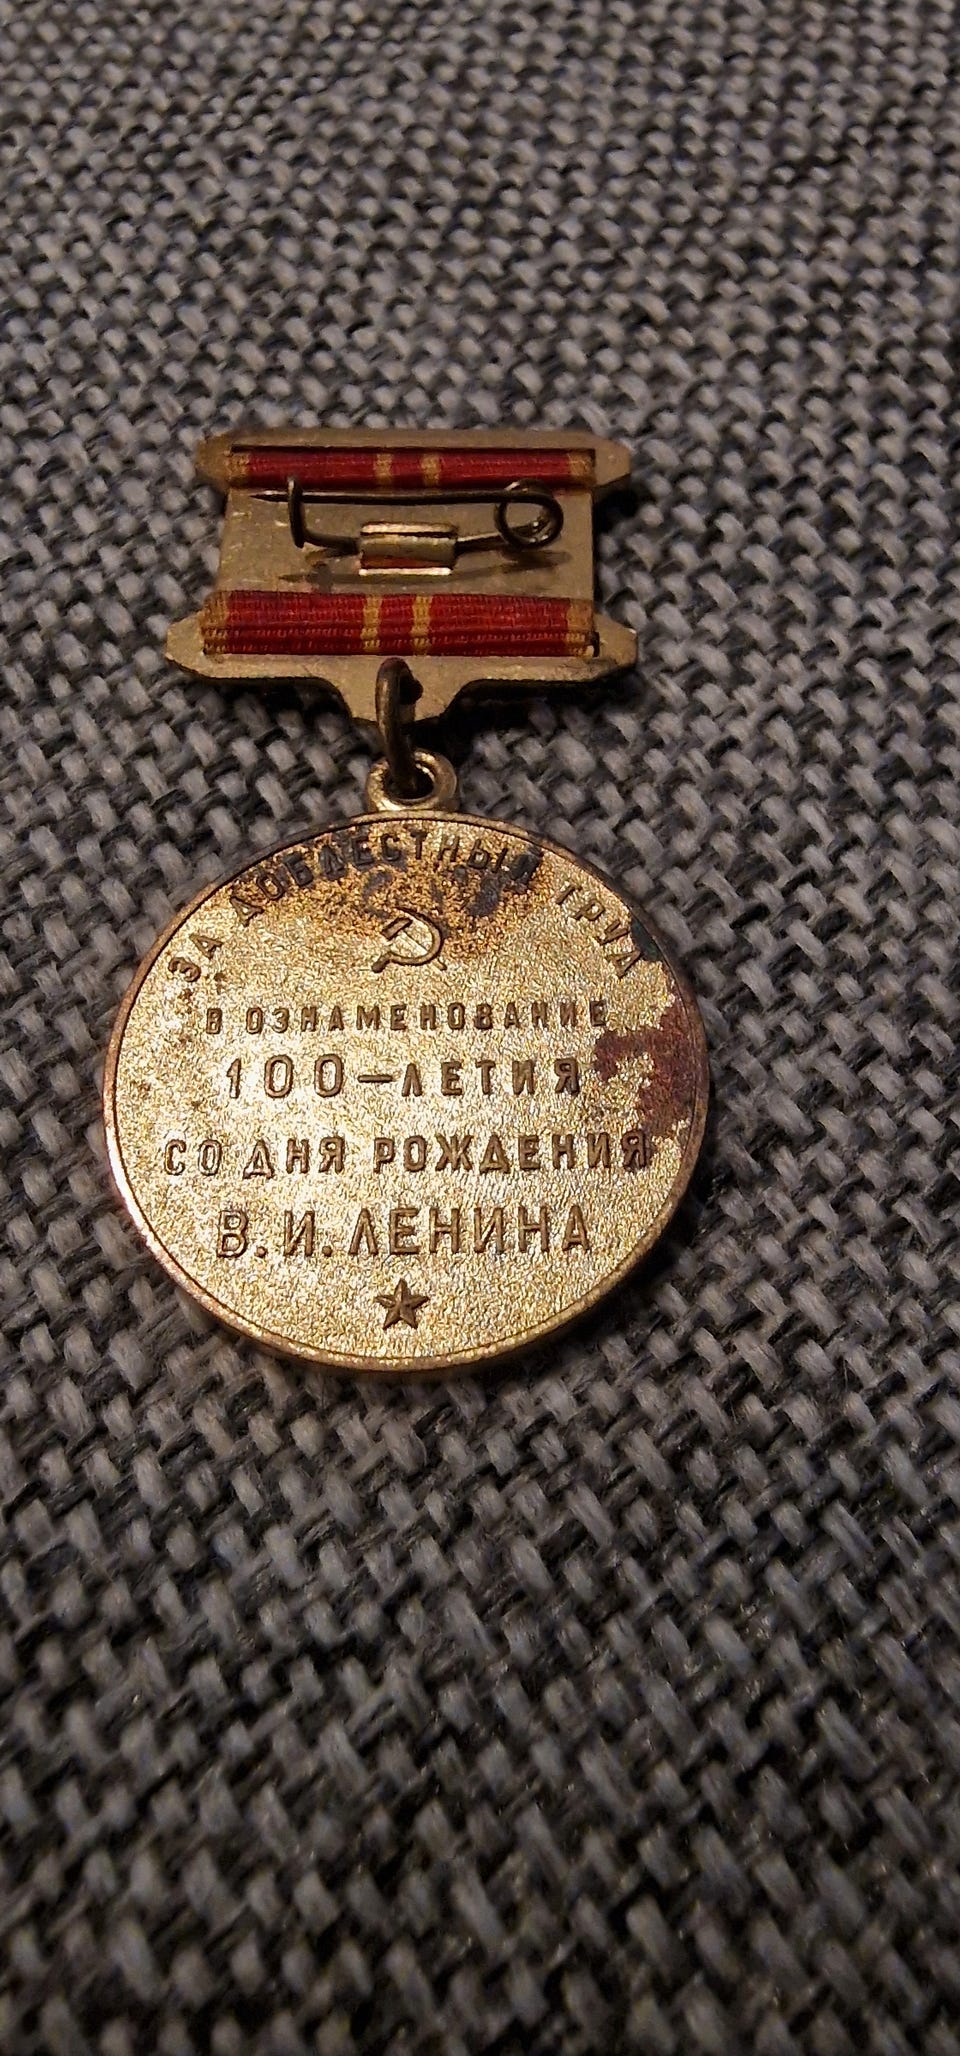 ЗА ДОБЛЕСТНЫЙ ТРУД
В ОЗНАМЕНОВАНИЕ
100-ЛЕТИЯ
СО ДНЯ РОЖДЕНИЯ
В. И. ЛЕНИНА